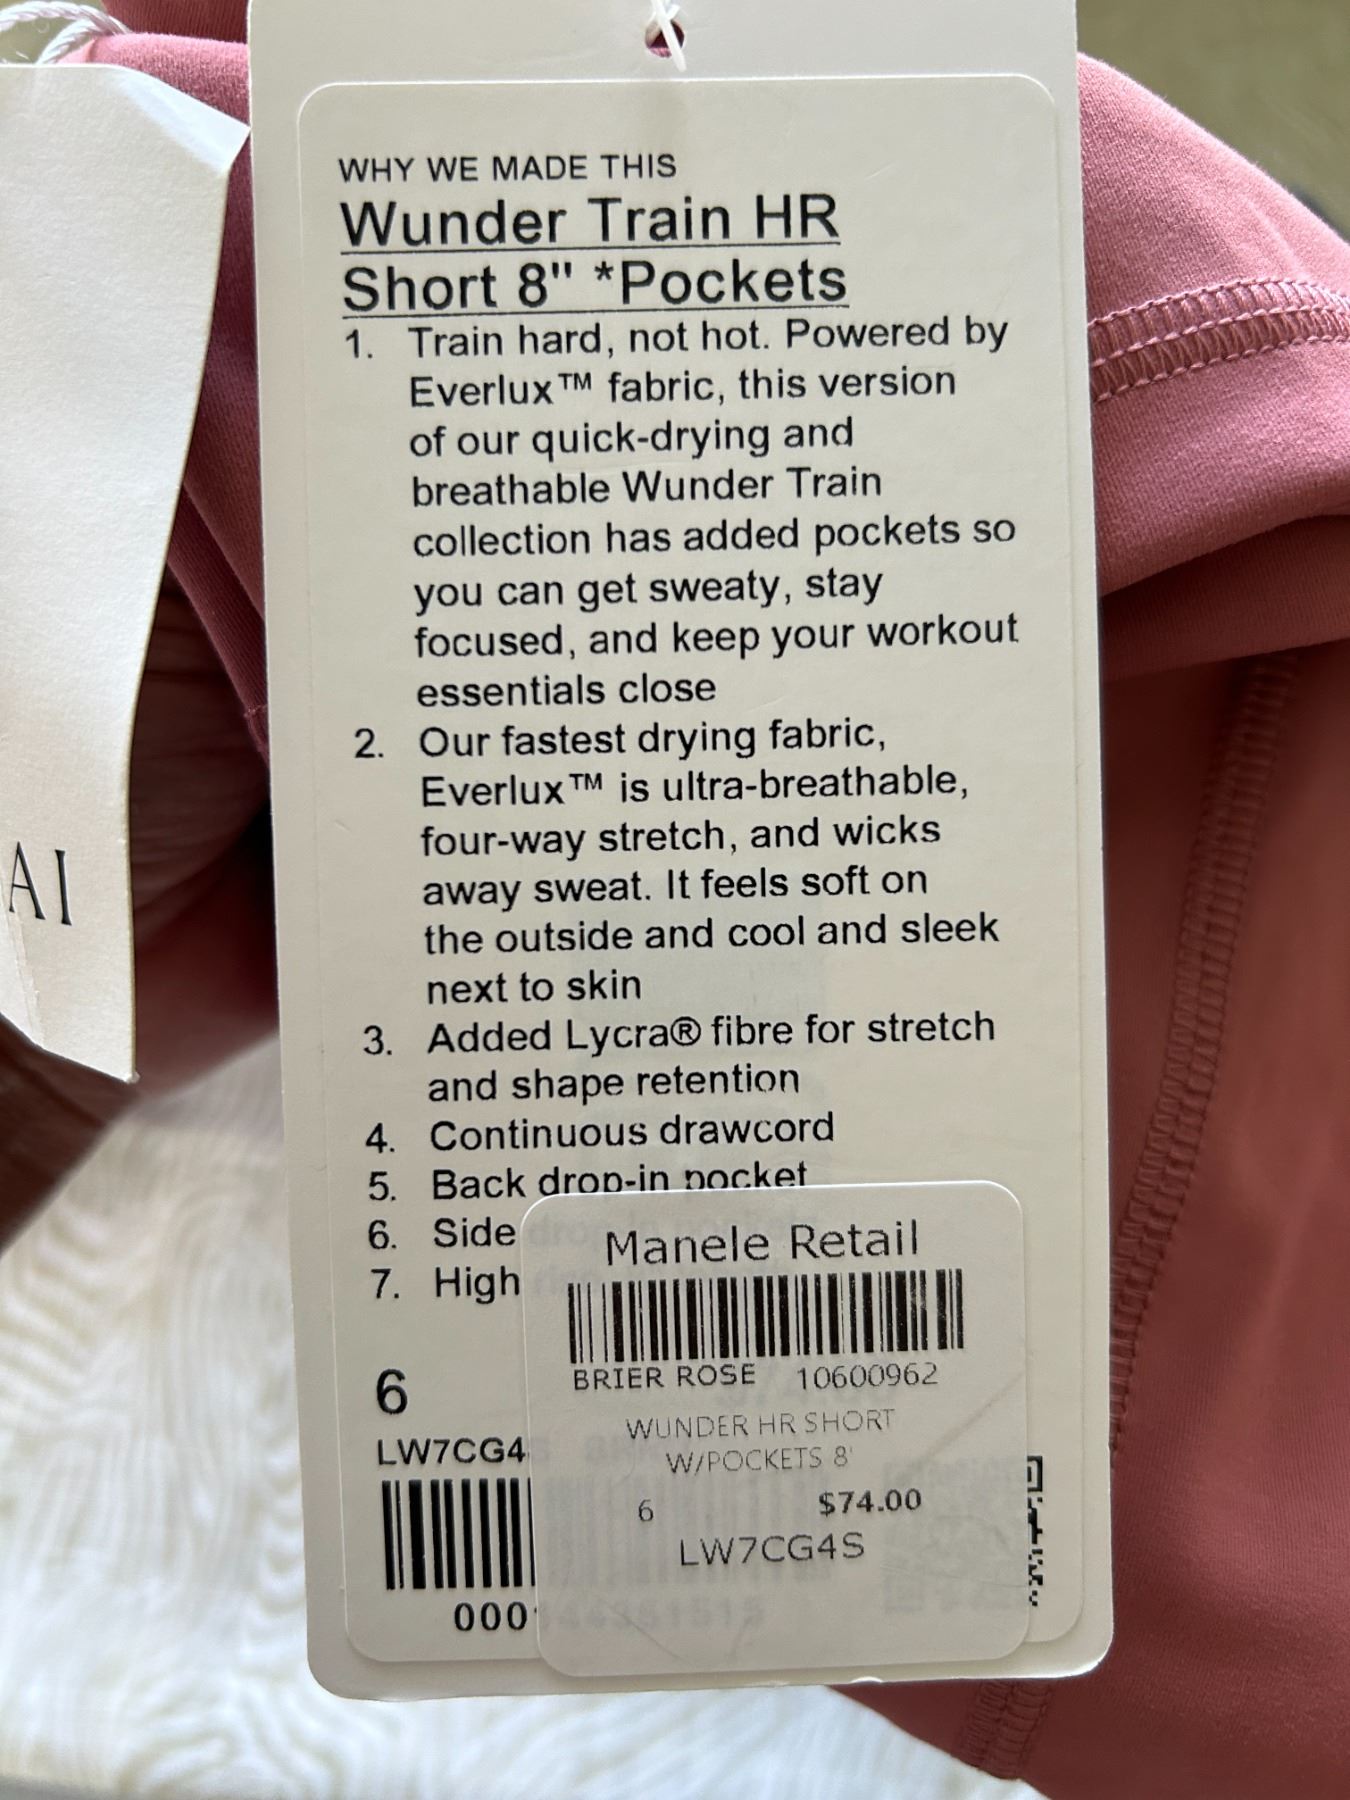 WHY WE MADE THIS
Wunder Train HR
Short 8" *Pockets
1. Train hard, not hot. Powered by
Everlux™ fabric, this version
of our quick-drying and
breathable Wunder Train
collection has added pockets so
you can get sweaty, stay
focused, and keep your workout
essentials close
2. Our fastest drying fabric,
Everlux™ is ultra-breathable,
four-way stretch, and wicks
away sweat. It feels soft on
the outside and cool and sleek
next to skin
3. Added Lycra® fibre for stretch
and shape retention
4. Continuous drawcord
5. Back drop-in pocket
6. Side
7. High
6
LW7CG4
000
Manele Retail
BRIER ROSE 10600962
WUNDER HR SHORT
W/POCKETS 8'
6 $74.00
LW7CG4S
AI